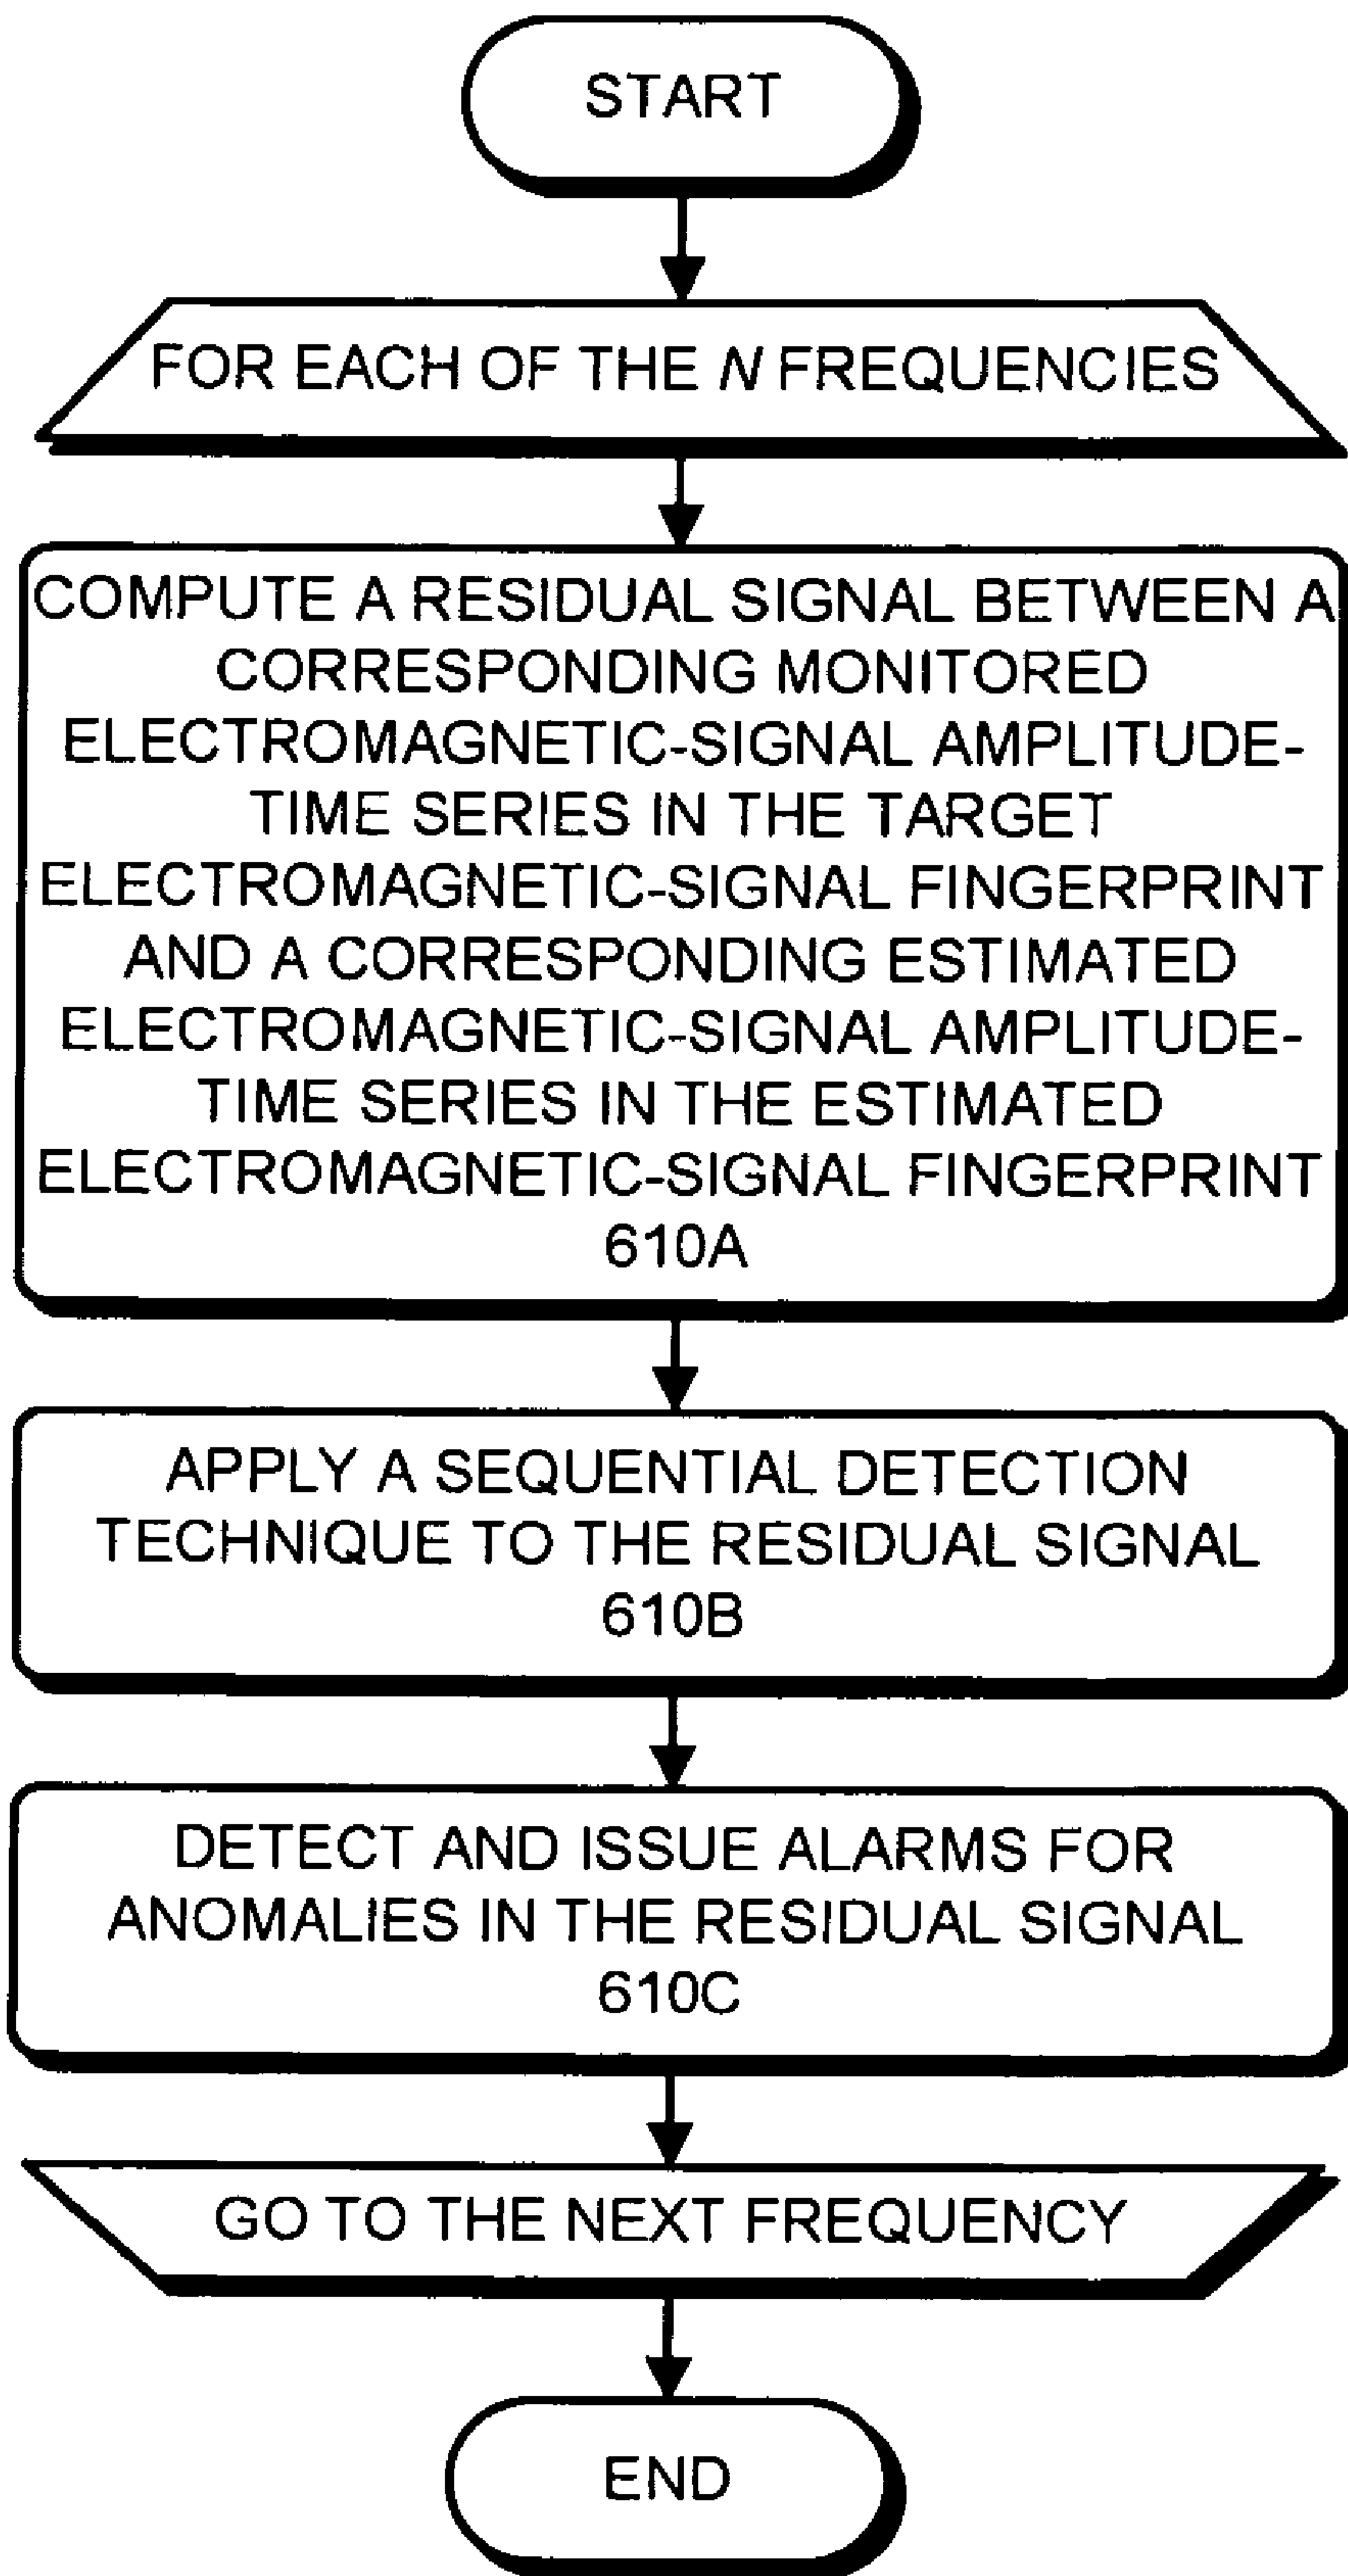 START
FOR EACH OF THE N FREQUENCIES
COMPUTE A RESIDUAL SIGNAL BETWEEN A
CORRESPONDING MONITORED
ELECTROMAGNETIC-SIGNAL AMPLITUDE-
TIME SERIES IN THE TARGET
ELECTROMAGNETIC-SIGNAL FINGERPRINT
AND A CORRESPONDING ESTIMATED
ELECTROMAGNETIC-SIGNAL AMPLITUDE-
TIME SERIES IN THE ESTIMATED
ELECTROMAGNETIC-SIGNAL FINGERPRINT
610A
APPLY A SEQUENTIAL DETECTION
TECHNIQUE TO THE RESIDUAL SIGNAL
610B
DETECT AND ISSUE ALARMS FOR
ANOMALIES IN THE RESIDUAL SIGNAL
610C
GO TO THE NEXT FREQUENCY
END